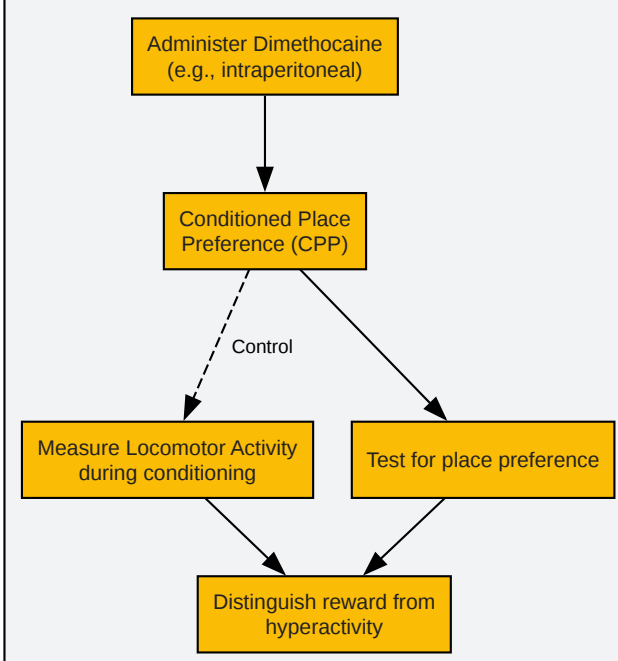 Administer Dimethocaine
(e.g., intraperitoneal)
Conditioned Place
Preference (CPP)
Control
Measure Locomotor Activity
during conditioning
Test for place preference
Distinguish reward from
hyperactivity